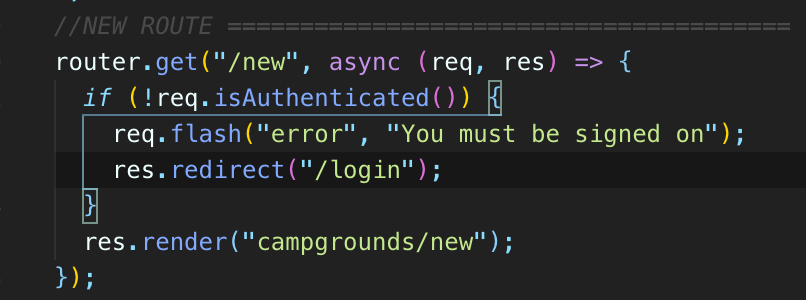 //NEW ROUTE =======================================
router.get("/new", async (req, res) => {
if (!req.isAuthenticated()) {
req.flash("error", "You must be signed on");
res.redirect("/login");
}
res.render("campgrounds/new");
});